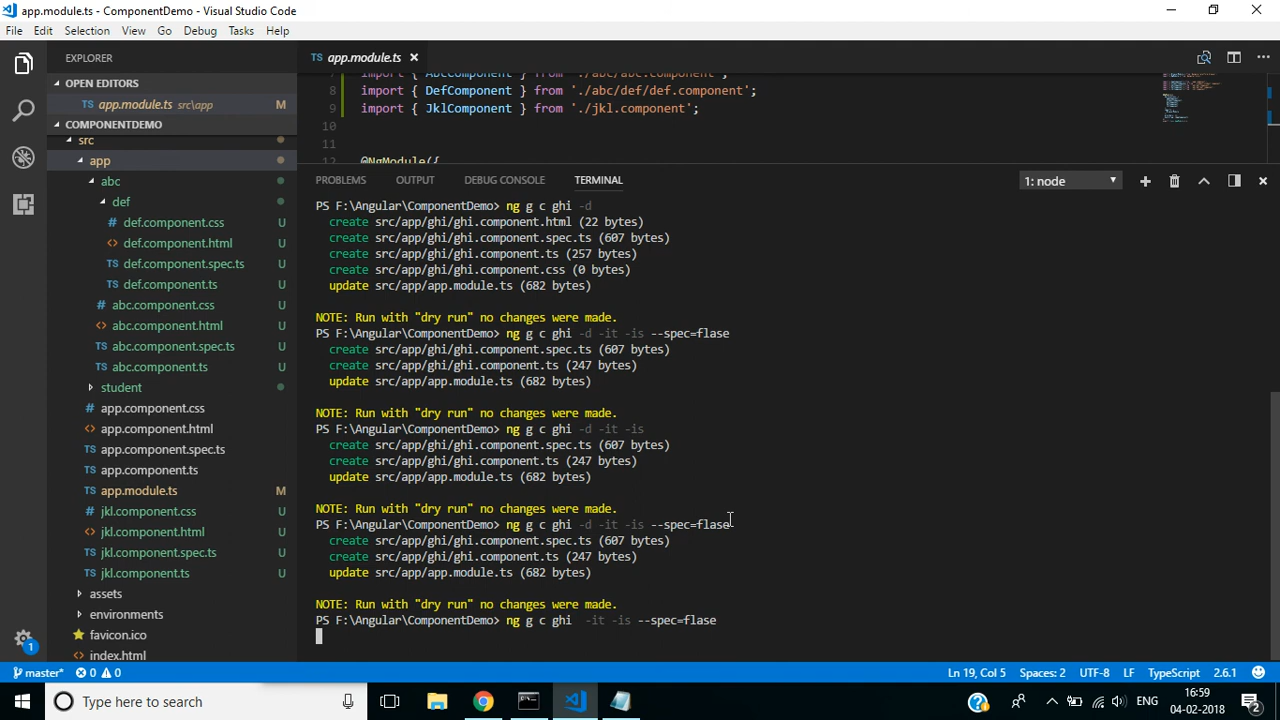 app.module.ts - ComponentDemo - Visual Studio Code
File Edit Selection View Go Debug Tasks Help
EXPLORER
OPEN EDITORS
TS app.module.ts src\app M
COMPONENTDEMO
src
app
abc
def
# def.component.css U
<> def.component.html U
TS def.component.spec.ts U
TS def.component.ts U
# abc.component.css U
<> abc.component.html U
TS abc.component.spec.ts U
TS abc.component.ts U
student
# app.component.css
<> app.component.html
TS app.component.spec.ts
TS app.component.ts
TS app.module.ts M
# jkl.component.css U
<> jkl.component.html U
TS jkl.component.spec.ts U
TS jkl.component.ts U
assets
environments
favicon.ico
<> index.html
TS app.module.ts
7 import { AbcComponent } from './abc/abc.component';
8 import { DefComponent } from './abc/def/def.component';
9 import { JklComponent } from './jkl.component';
10
11
12 @NgModule({
PROBLEMS OUTPUT DEBUG CONSOLE TERMINAL 1: node
PS F:\Angular\ComponentDemo> ng g c ghi -d
create src/app/ghi/ghi.component.html (22 bytes)
create src/app/ghi/ghi.component.spec.ts (607 bytes)
create src/app/ghi/ghi.component.ts (257 bytes)
create src/app/ghi/ghi.component.css (0 bytes)
update src/app/app.module.ts (682 bytes)
NOTE: Run with "dry run" no changes were made.
PS F:\Angular\ComponentDemo> ng g c ghi -d -it -is --spec=flase
create src/app/ghi/ghi.component.spec.ts (607 bytes)
create src/app/ghi/ghi.component.ts (247 bytes)
update src/app/app.module.ts (682 bytes)
NOTE: Run with "dry run" no changes were made.
PS F:\Angular\ComponentDemo> ng g c ghi -d -it -is
create src/app/ghi/ghi.component.spec.ts (607 bytes)
create src/app/ghi/ghi.component.ts (247 bytes)
update src/app/app.module.ts (682 bytes)
NOTE: Run with "dry run" no changes were made.
PS F:\Angular\ComponentDemo> ng g c ghi -d -it -is --spec=flase
create src/app/ghi/ghi.component.spec.ts (607 bytes)
create src/app/ghi/ghi.component.ts (247 bytes)
update src/app/app.module.ts (682 bytes)
NOTE: Run with "dry run" no changes were made.
PS F:\Angular\ComponentDemo> ng g c ghi  -it -is --spec=flase
1 master* 0 0 Ln 19, Col 5 Spaces: 2 UTF-8 LF TypeScript 2.6.1
Type here to search ENG 16:59
04-02-2018 2